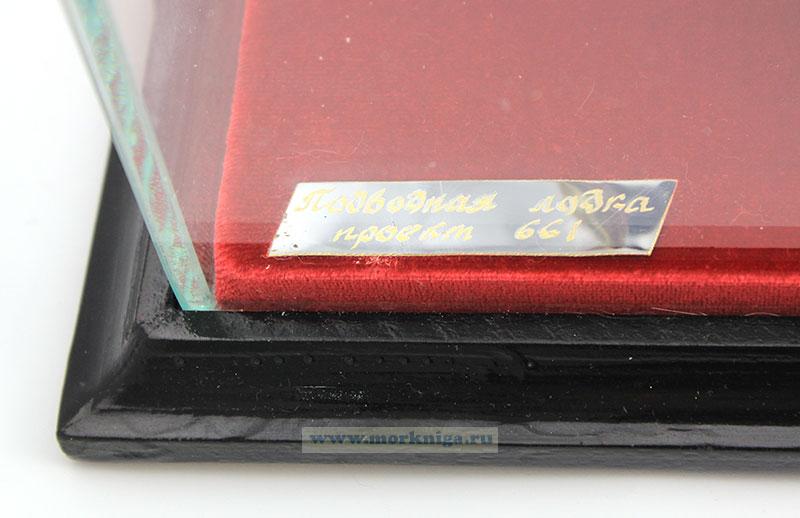 Подводная лодка
проект 661
www.morkniga.ru